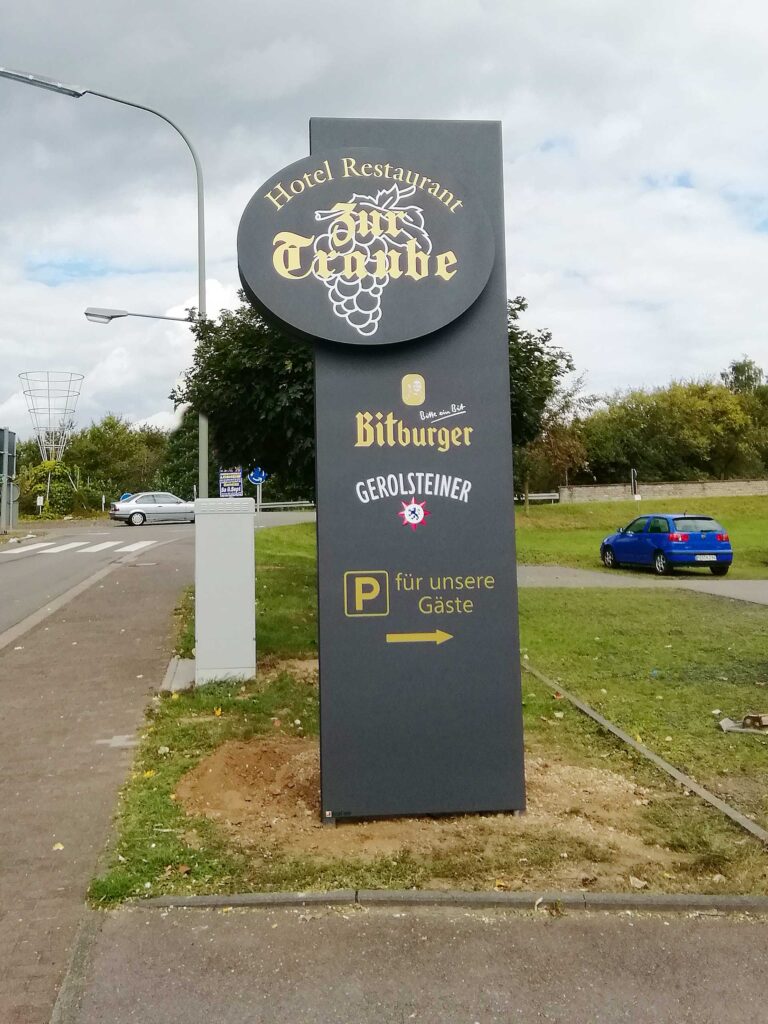 Hotel Restaurant
Zur
Traube
Bitte ein Bit
Bitburger
GEROLSTEINER
P für unsere
Gäste